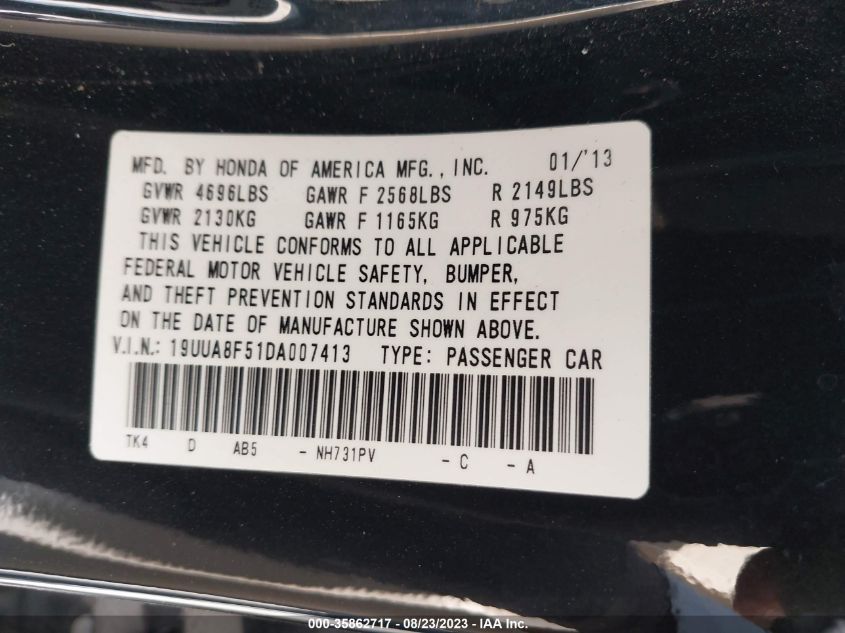 MFD. BY HONDA OF AMERICA MFG., INC. 01/'13
GVWR 4696LBS GAWR F 2568LBS R 2149LBS
GVWR 2130KG GAWR F 1165KG R 975KG
THIS VEHICLE CONFORMS TO ALL APPLICABLE
FEDERAL MOTOR VEHICLE SAFETY, BUMPER,
AND THEFT PREVENTION STANDARDS IN EFFECT
ON THE DATE OF MANUFACTURE SHOWN ABOVE.
V.I.N.: 19UUA8F51DA007413 TYPE: PASSENGER CAR
TK4 D AB5 - NH731PV - C - A
000-35862717 - 08/23/2023 - IAA Inc.